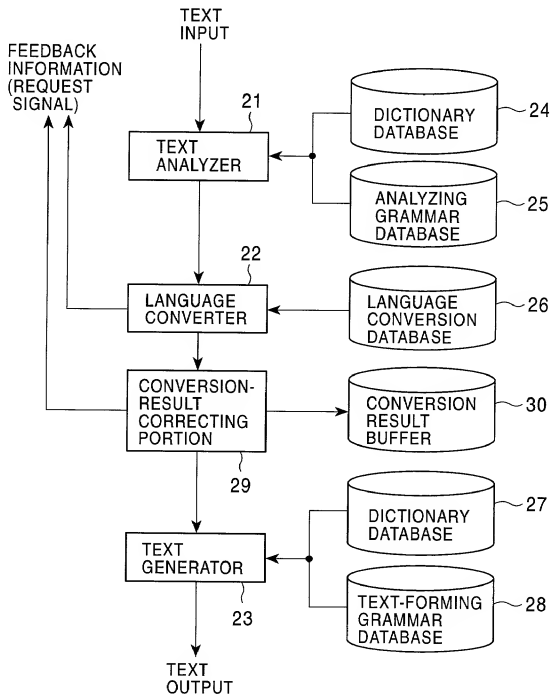 TEXT
INPUT
FEEDBACK
INFORMATION
(REQUEST
SIGNAL)
21
TEXT
ANALYZER
DICTIONARY
DATABASE
24
ANALYZING
GRAMMAR
DATABASE
25
22
LANGUAGE
CONVERTER
LANGUAGE
CONVERSION
DATABASE
26
CONVERSION-
RESULT
CORRECTING
PORTION
29
CONVERSION
RESULT
BUFFER
30
DICTIONARY
DATABASE
27
TEXT
GENERATOR
23
TEXT-FORMING
GRAMMAR
DATABASE
28
TEXT
OUTPUT